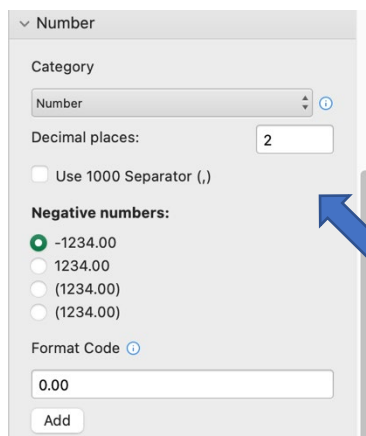 Number
Category
Number
Decimal places: 2
Use 1000 Separator (,)
Negative numbers:
-1234.00
1234.00
(1234.00)
(1234.00)
Format Code
0.00
Add